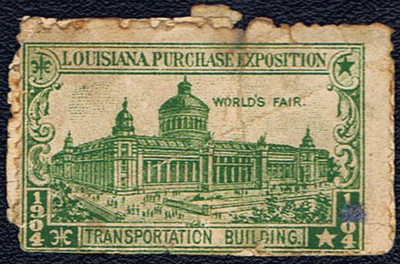 LOUISIANA PURCHASE EXPOSITION
WORLD'S FAIR.
1904
1904
TRANSPORTATION BUILDING.